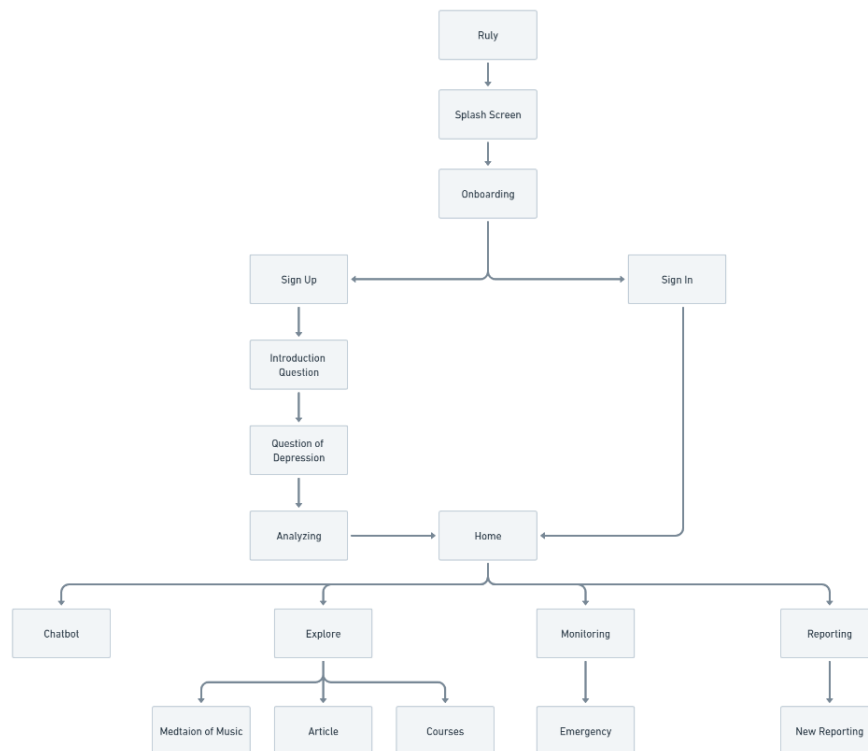 Ruly
Splash Screen
Onboarding
Sign Up
Sign In
Introduction
Question
Question of
Depression
Analyzing
Home
Chatbot
Explore
Monitoring
Reporting
Medtaion of Music
Article
Courses
Emergency
New Reporting